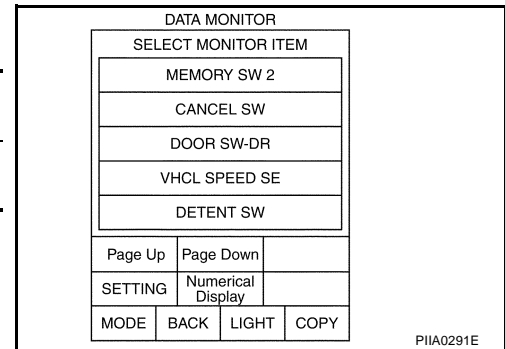 DATA MONITOR
SELECT MONITOR ITEM
MEMORY SW 2
CANCEL SW
DOOR SW-DR
VHCL SPEED SE
DETENT SW
Page Up Page Down
SETTING Numerical
Display
MODE BACK LIGHT COPY
PIIA0291E